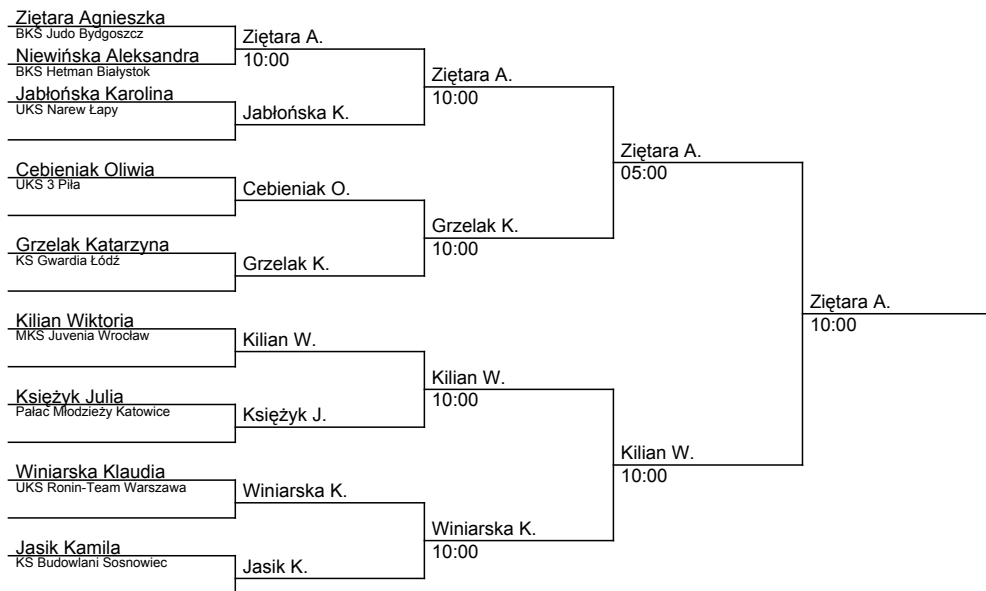 Ziętara Agnieszka
BKS Judo Bydgoszcz
Niewińska Aleksandra
BKS Hetman Białystok
Jabłońska Karolina
UKS Narew Łapy
Cebieniak Oliwia
UKS 3 Piła
Grzelak Katarzyna
KS Gwardia Łódź
Kilian Wiktoria
MKS Juvenia Wrocław
Księżyk Julia
Pałac Młodzieży Katowice
Winiarska Klaudia
UKS Ronin-Team Warszawa
Jasik Kamila
KS Budowlani Sosnowiec
Ziętara A.
10:00
Jabłońska K.
Cebieniak O.
Grzelak K.
Kilian W.
Księżyk J.
Winiarska K.
Jasik K.
Ziętara A.
10:00
Grzelak K.
10:00
Kilian W.
10:00
Winiarska K.
10:00
Ziętara A.
05:00
Kilian W.
10:00
Ziętara A.
10:00